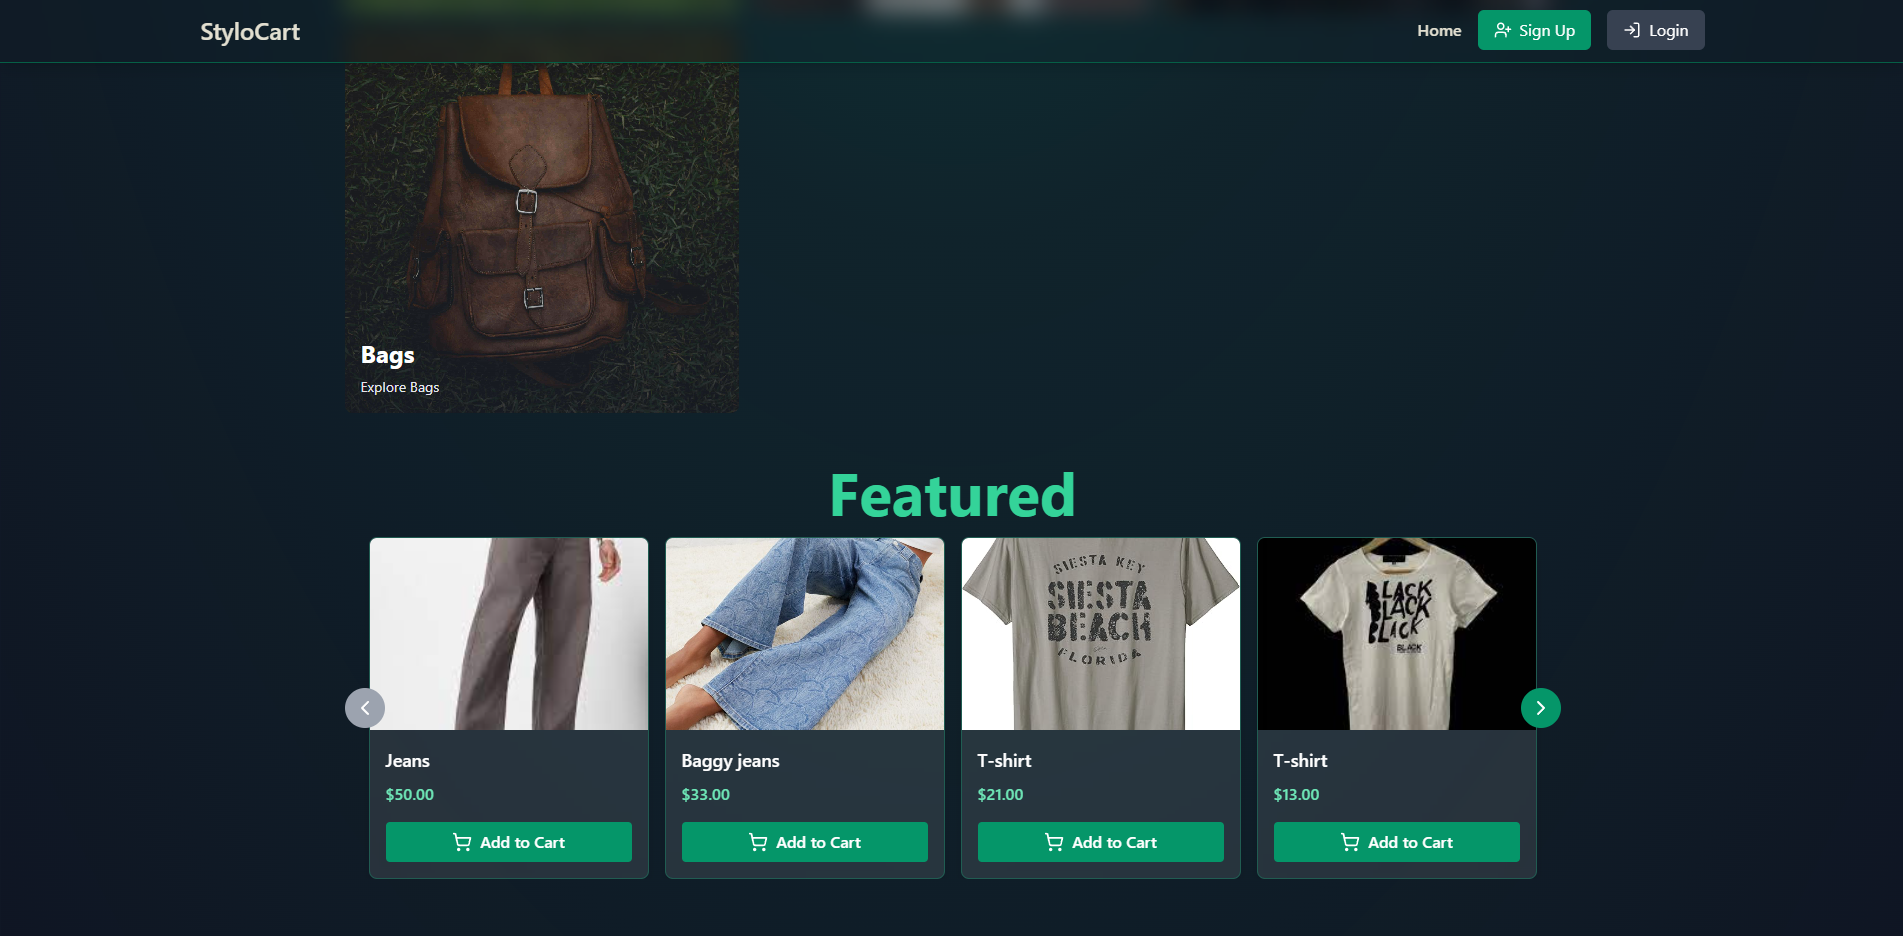 StyloCart
Home
Sign Up
Login
Bags
Explore Bags
Featured
SIESTA KEY
SIESTA
BEACH
FLORIDA
BLACK
BLACK
BLACK
BLACK
Jeans
$50.00
Add to Cart
Baggy jeans
$33.00
Add to Cart
T-shirt
$21.00
Add to Cart
T-shirt
$13.00
Add to Cart